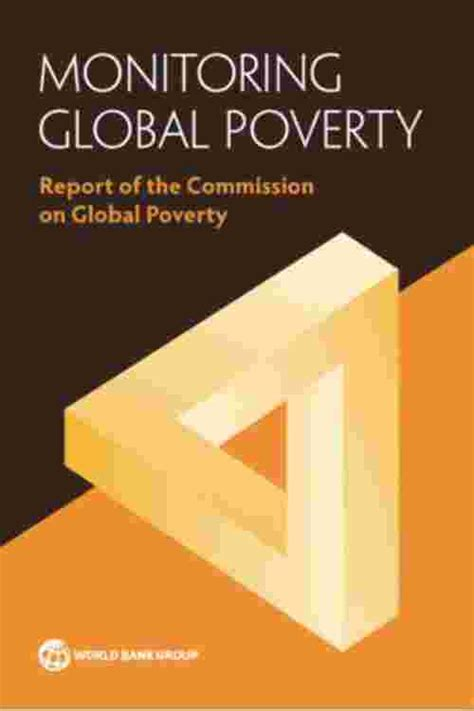 MONITORING
GLOBAL POVERTY
Report of the Commission
on Global Poverty
WORLD BANK GROUP